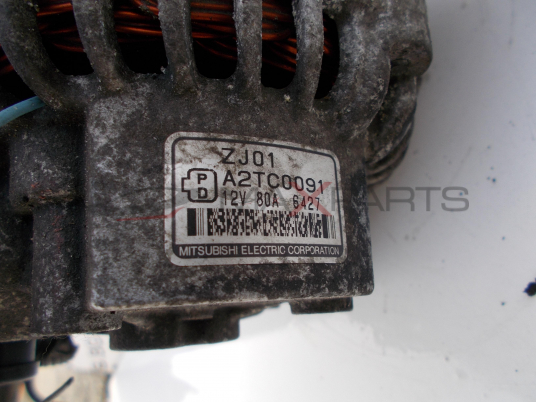 ZJ01
P
D
A2TC0091
12V 80A 6427
MITSUBISHI ELECTRIC CORPORATION
PARTS